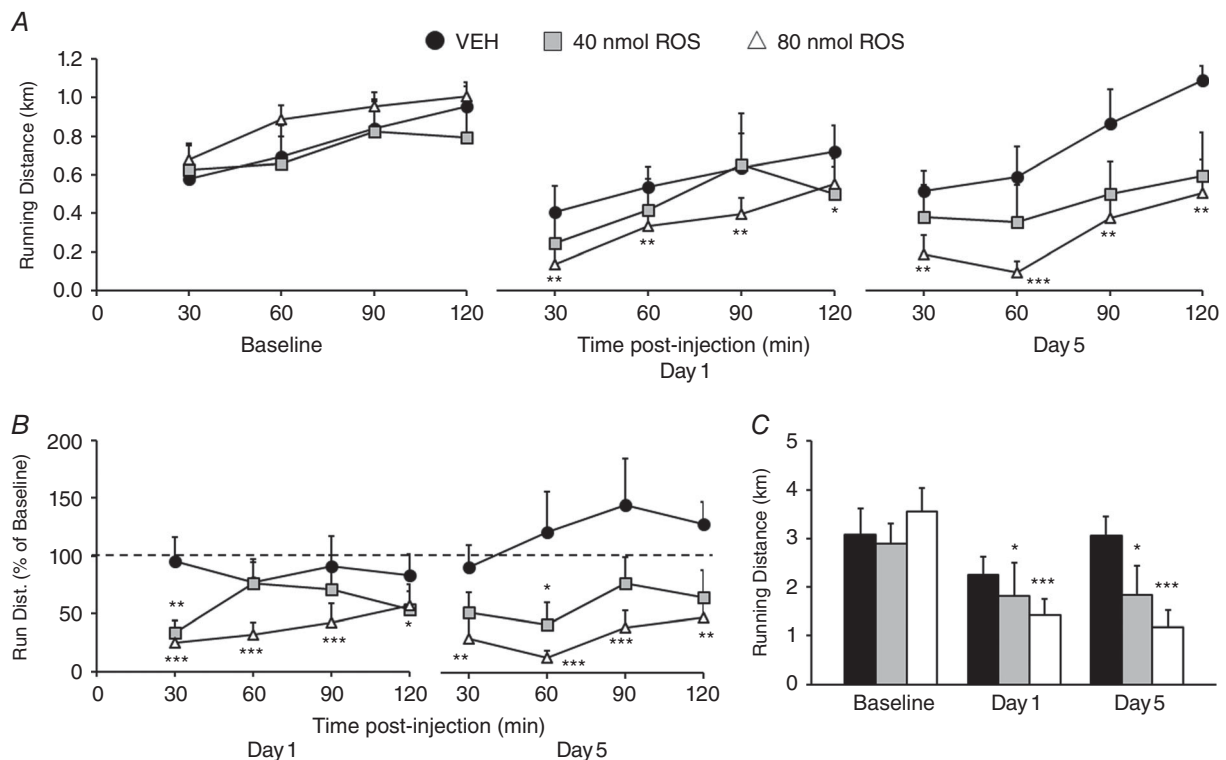 A
VEH 40 nmol ROS 80 nmol ROS
Running Distance (km)
1.2
1.0
0.8
0.6
0.4
0.2
0.0
* ** ** ** ** ** ** *** **
0 30 60 90 120 30 60 90 120 30 60 90 120
Baseline Time post-injection (min) Day 5
Day 1
B
Run Dist. (% of Baseline)
200
150
100
50
0
** *** *** *** * * ** *** *** **
0 30 60 90 120 30 60 90 120
Time post-injection (min)
Day 1 Day 5
C
Running Distance (km)
5
4
3
2
1
0
* *** * ***
Baseline Day 1 Day 5